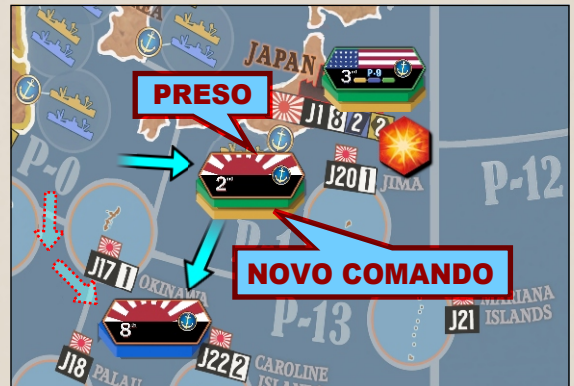 JAPAN
3rd P-9
PRESO
J1 8 2 2
2nd
J20 1
JIMA
P-0
P-12
P-1
NOVO COMANDO
J17 1
OKINAWA
8th
P-13
J21
MARIANA
ISLANDS
J18
PALAU
J22 2
CAROLINE